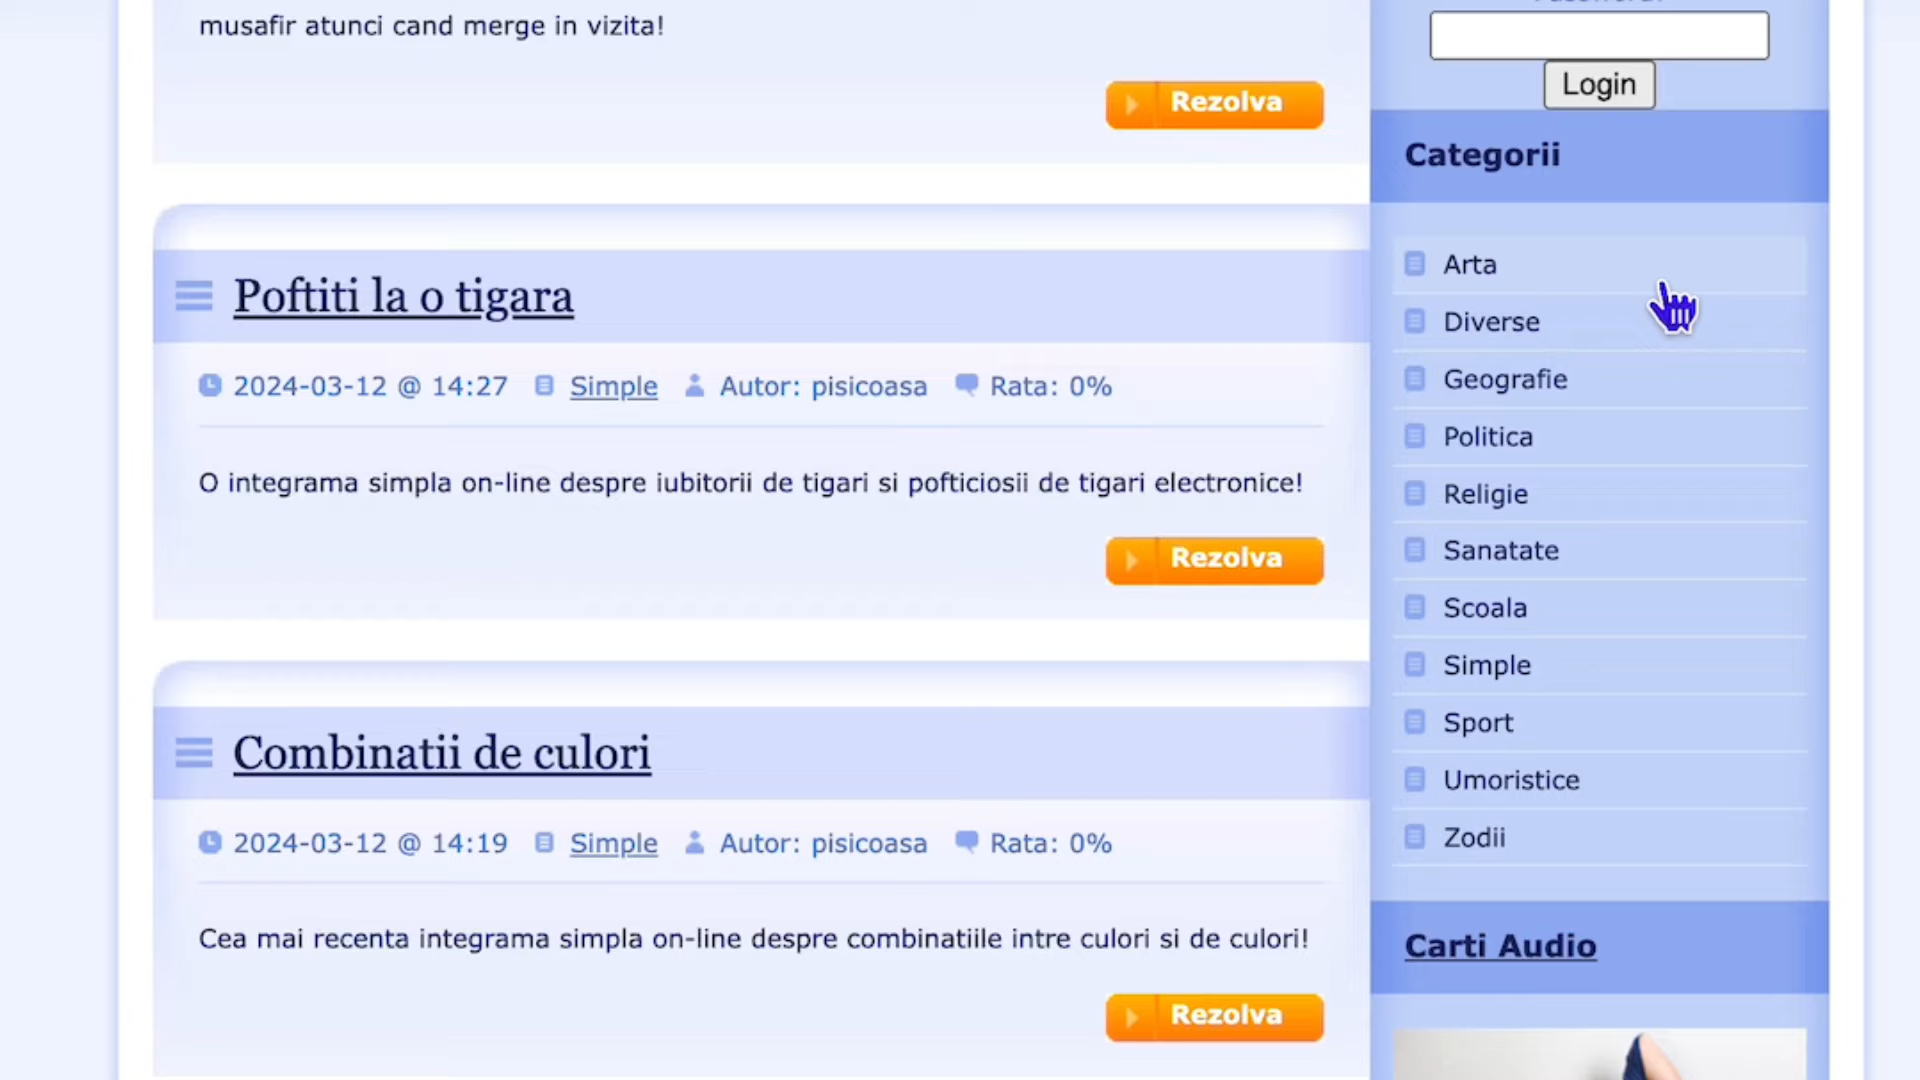 musafir atunci cand merge in vizita!
Rezolva
Poftiti la o tigara
2024-03-12 @ 14:27 Simple Autor: pisicoasa Rata: 0%
O integrama simpla on-line despre iubitorii de tigari si pofticiosii de tigari electronice!
Rezolva
Combinatii de culori
2024-03-12 @ 14:19 Simple Autor: pisicoasa Rata: 0%
Cea mai recenta integrama simpla on-line despre combinatiile intre culori si de culori!
Rezolva
Login
Categorii
Arta
Diverse
Geografie
Politica
Religie
Sanatate
Scoala
Simple
Sport
Umoristice
Zodii
Carti Audio